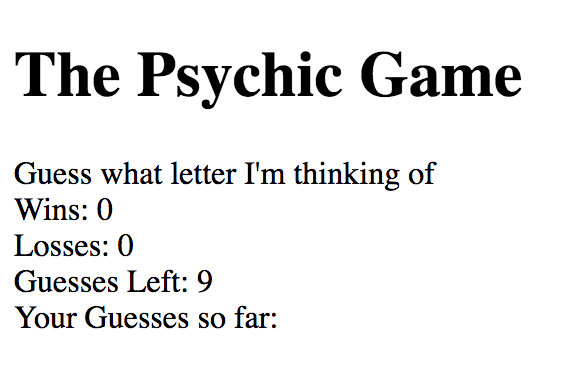 The Psychic Game
Guess what letter I'm thinking of
Wins: 0
Losses: 0
Guesses Left: 9
Your Guesses so far: